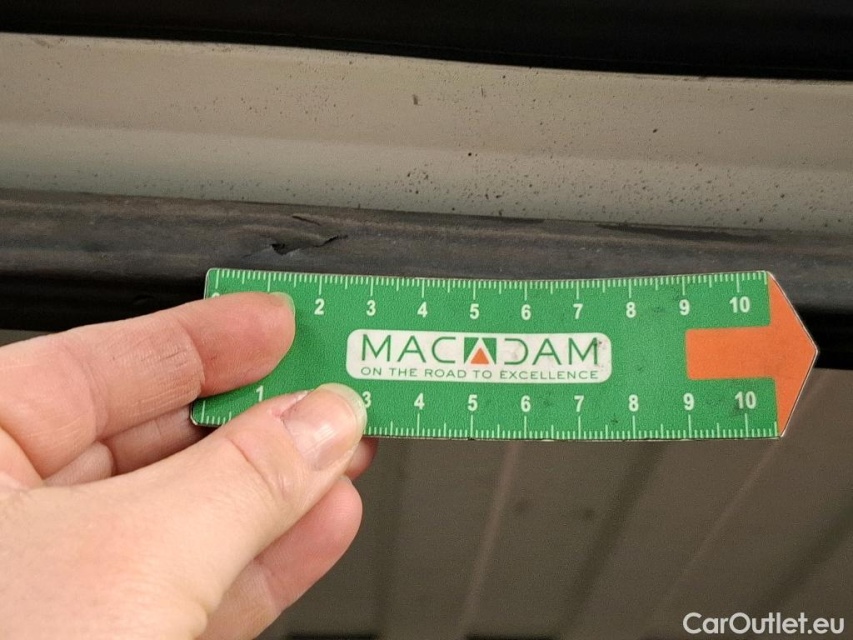 2 3 4 5 6 7 8 9 10
MACADAM
ON THE ROAD TO EXCELLENCE
1 3 4 5 6 7 8 9 10
CarOutlet.eu